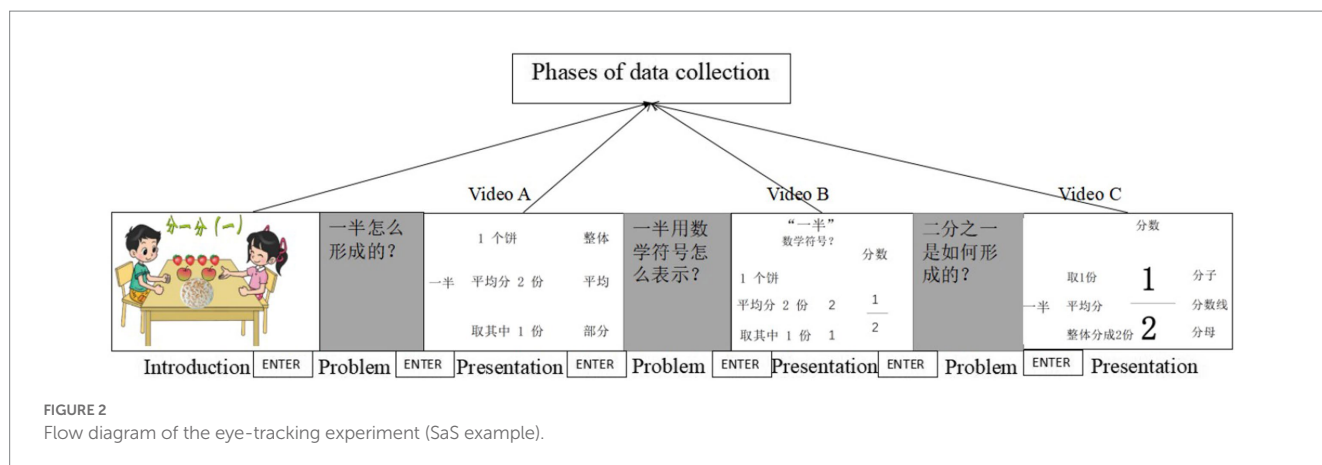 Phases of data collection
Video A
Video B
Video C
分一分(一)
一半怎么
形成的?
1 个饼 整体
一半 平均分 2 份 平均
取其中 1 份 部分
一半用数
学符号怎
么表示?
“一半”
数学符号?
分数
1 个饼
平均分 2 份 2
取其中 1 份 1
1
2
二分之一
是如何形
成的?
分数
取1份 1 分子
一半 平均分 分数线
整体分成2份 2 分母
Introduction ENTER Problem ENTER Presentation ENTER Problem ENTER Presentation ENTER Problem ENTER Presentation
FIGURE 2
Flow diagram of the eye-tracking experiment (SaS example).